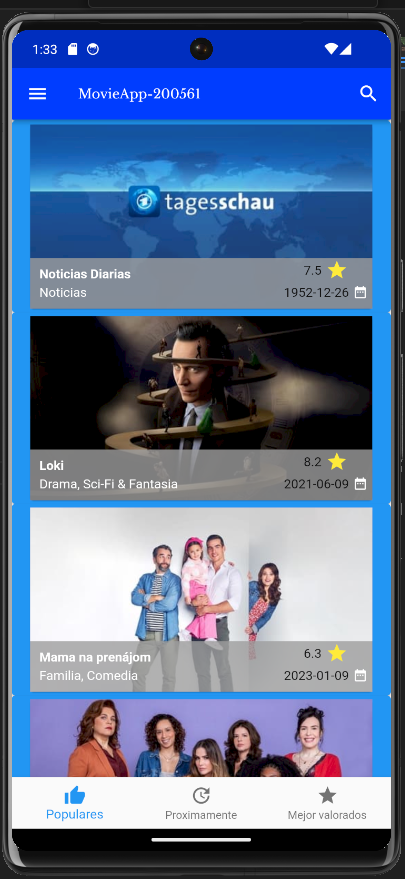 1:33
MovieApp-200561
tagesschau
Noticias Diarias
7.5
Noticias
1952-12-26
Loki
8.2
Drama, Sci-Fi & Fantasia
2021-06-09
Mama na prenájom
6.3
Familia, Comedia
2023-01-09
Populares
Proximamente
Mejor valorados